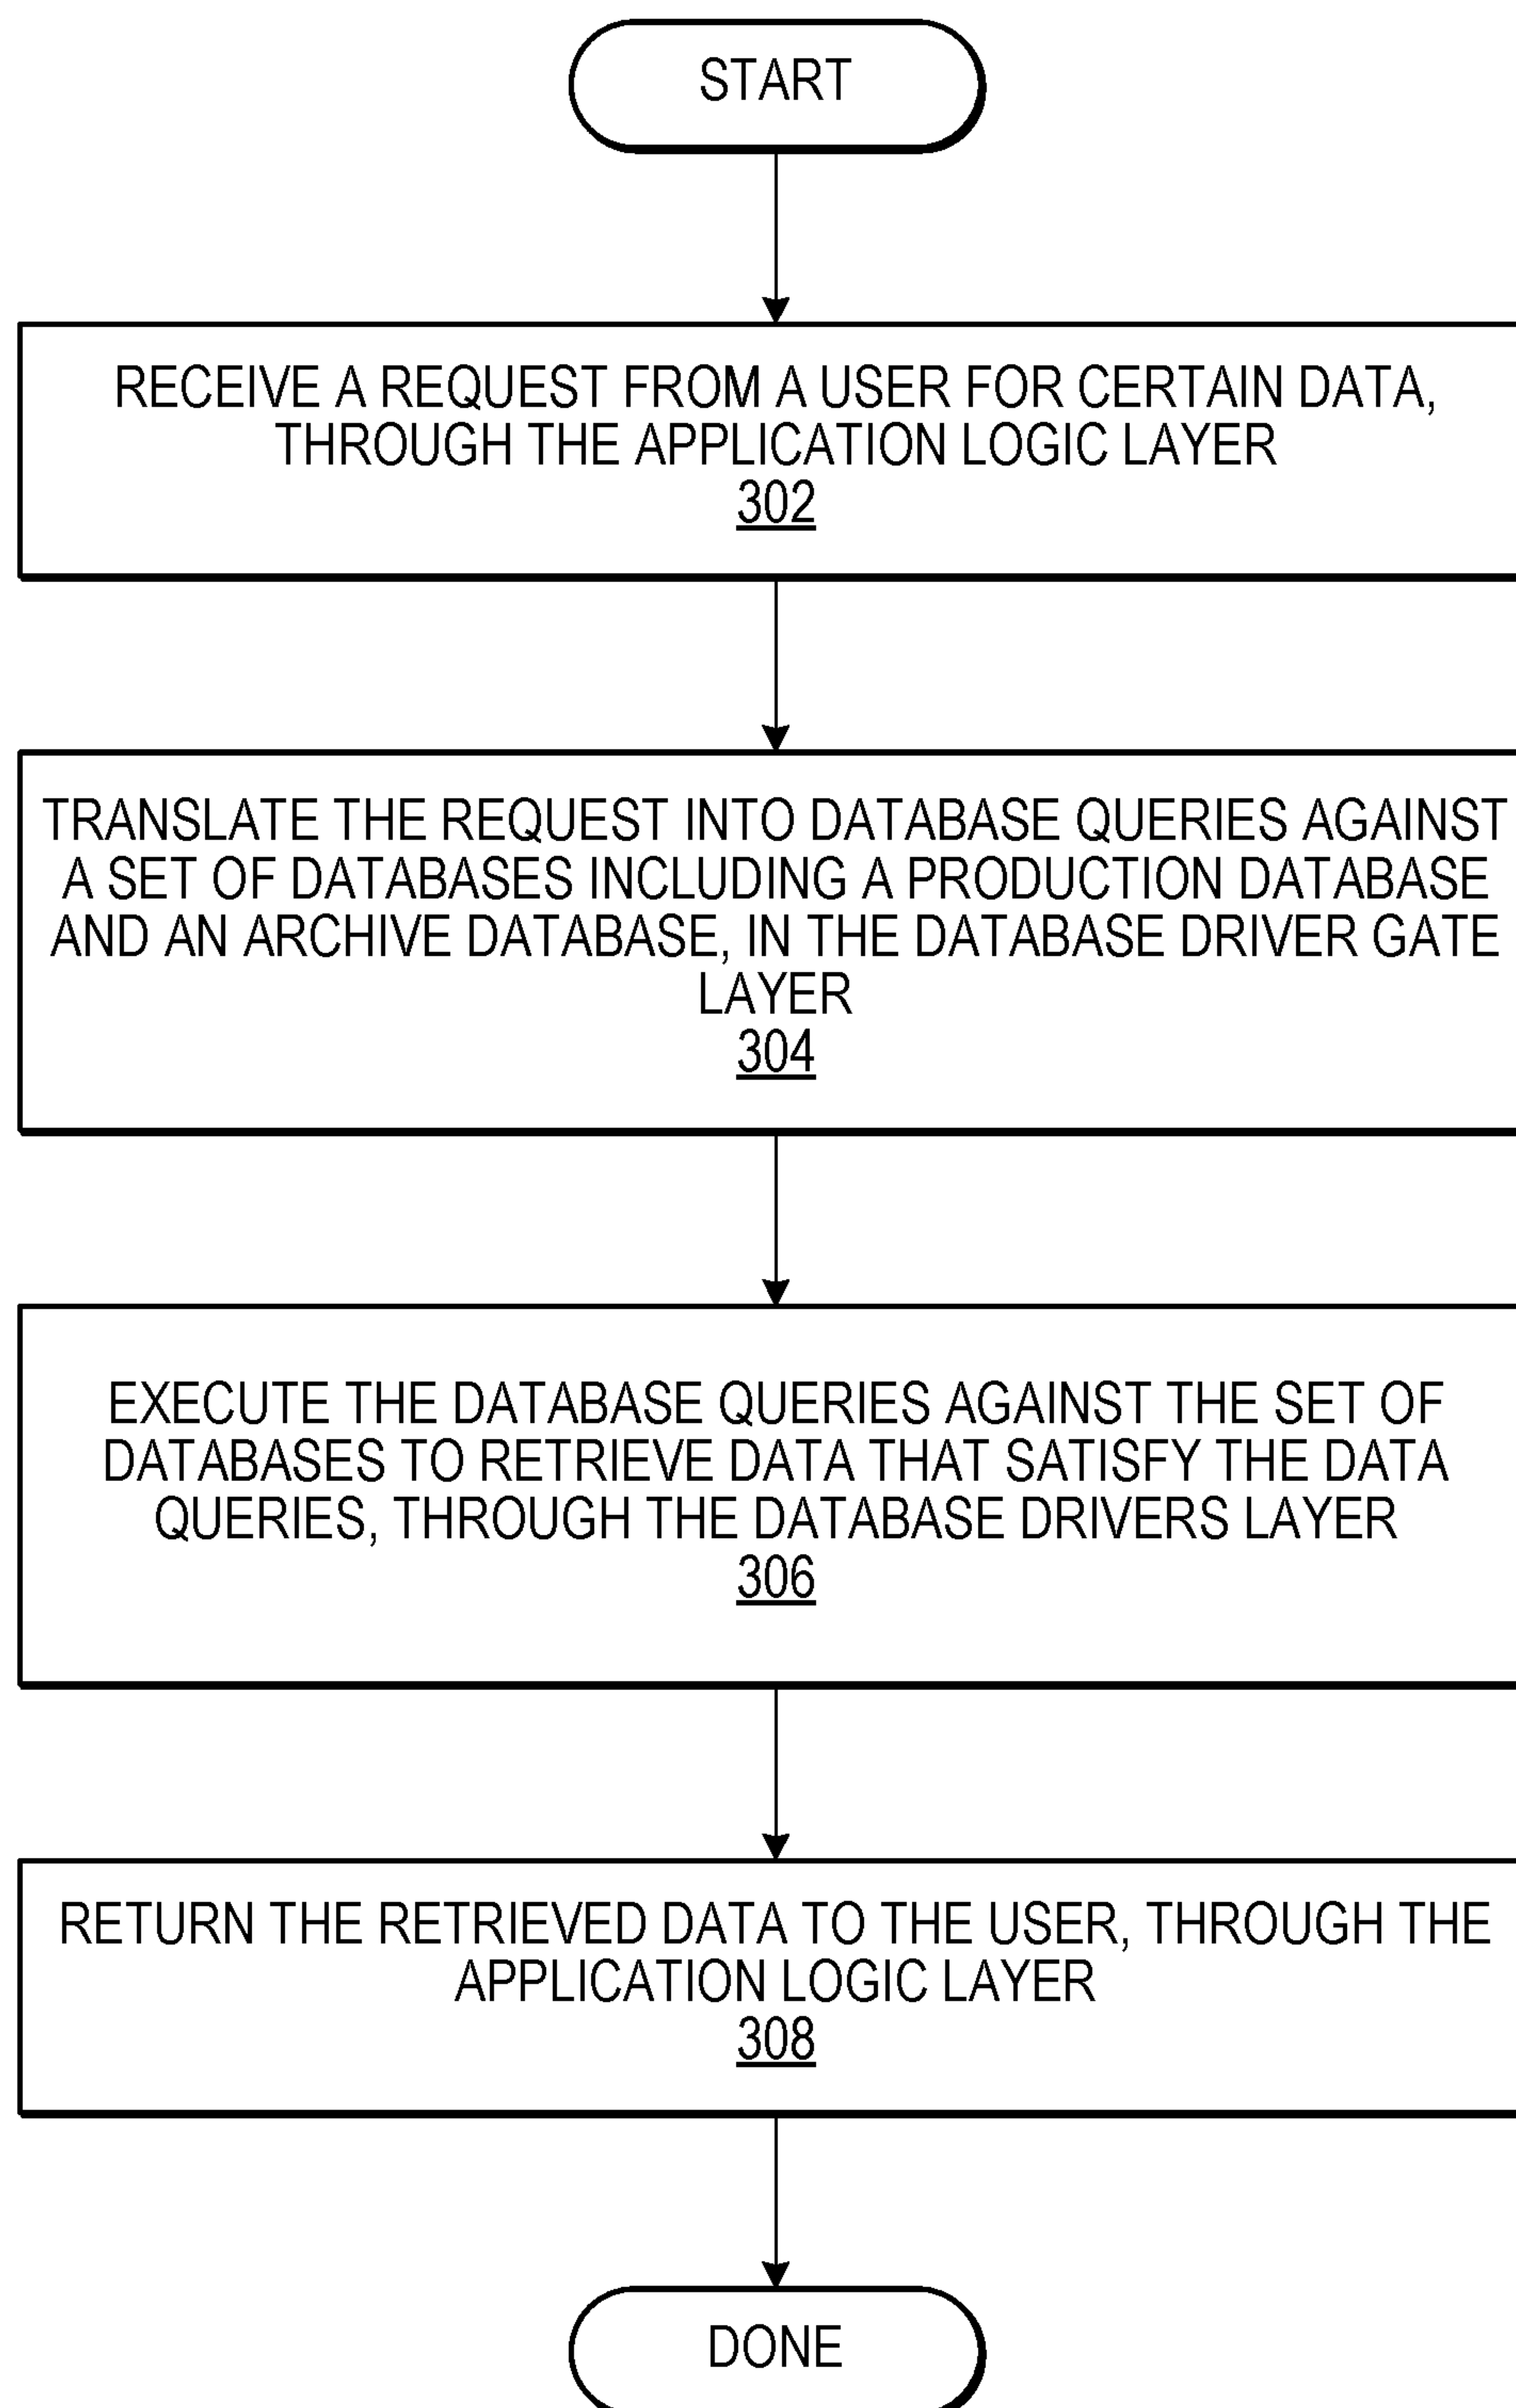 START
RECEIVE A REQUEST FROM A USER FOR CERTAIN DATA,
THROUGH THE APPLICATION LOGIC LAYER
302
TRANSLATE THE REQUEST INTO DATABASE QUERIES AGAINST
A SET OF DATABASES INCLUDING A PRODUCTION DATABASE
AND AN ARCHIVE DATABASE, IN THE DATABASE DRIVER GATE
LAYER
304
EXECUTE THE DATABASE QUERIES AGAINST THE SET OF
DATABASES TO RETRIEVE DATA THAT SATISFY THE DATA
QUERIES, THROUGH THE DATABASE DRIVERS LAYER
306
RETURN THE RETRIEVED DATA TO THE USER, THROUGH THE
APPLICATION LOGIC LAYER
308
DONE